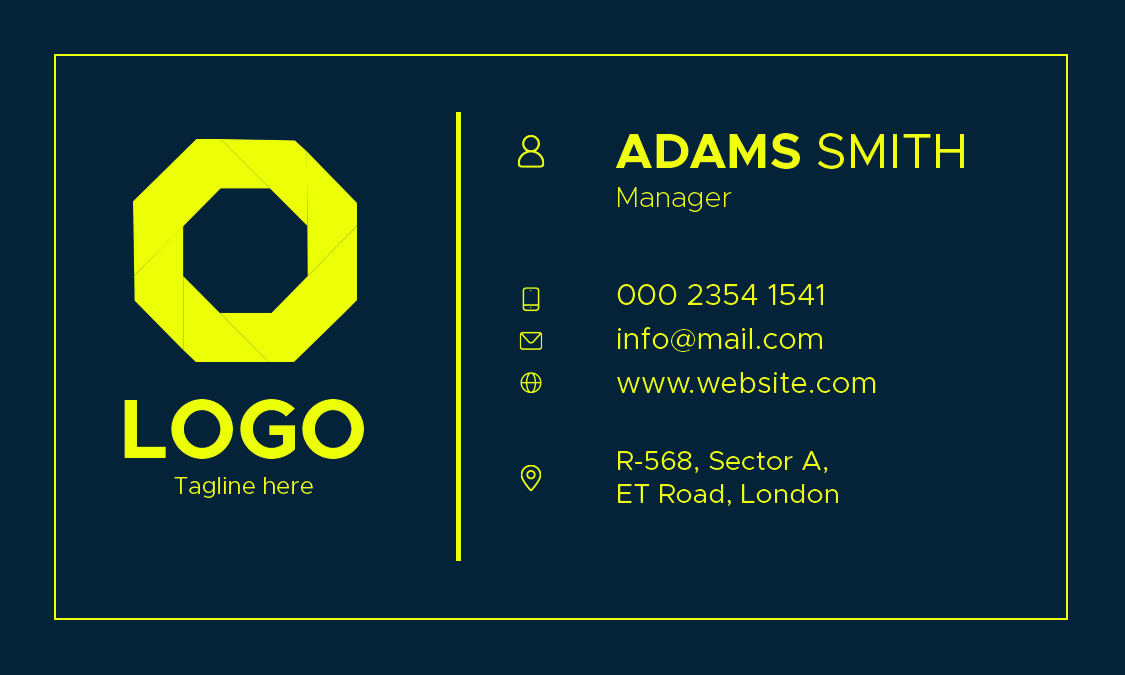 LOGO
Tagline here
ADAMS SMITH
Manager
000 2354 1541
info@mail.com
www.website.com
R-568, Sector A,
ET Road, London